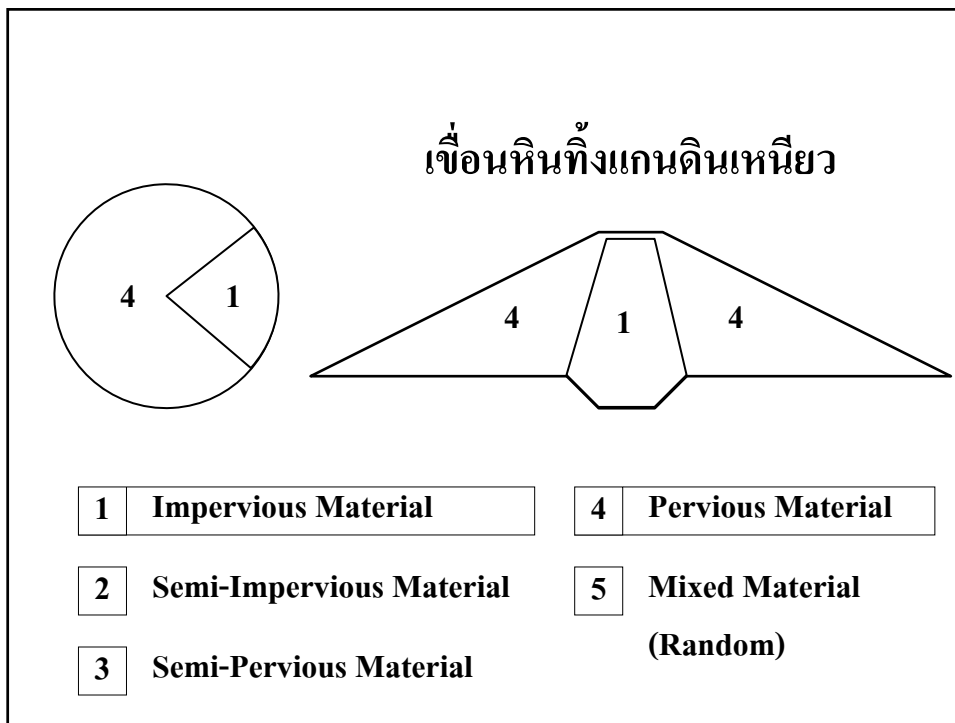 เขื่อนหินทิ้งแกนดินเหนียว
4 1
4 1 4
1 Impervious Material
2 Semi-Impervious Material
3 Semi-Pervious Material
4 Pervious Material
5 Mixed Material
(Random)